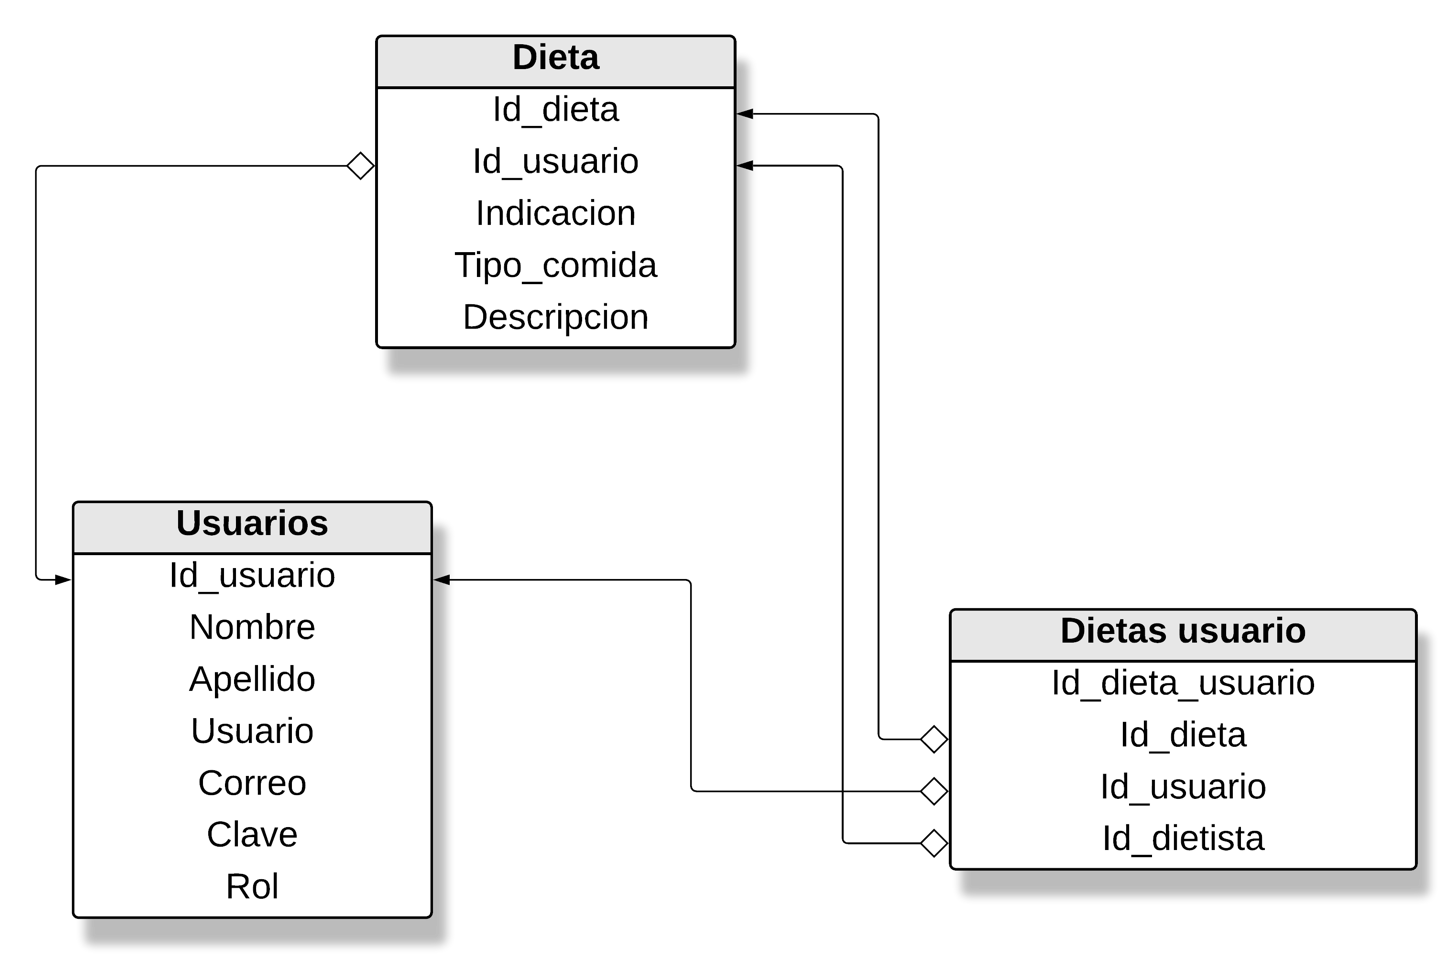 Dieta
Id_dieta
Id_usuario
Indicacion
Tipo_comida
Descripcion
Usuarios
Id_usuario
Nombre
Apellido
Usuario
Correo
Clave
Rol
Dietas usuario
Id_dieta_usuario
Id_dieta
Id_usuario
Id_dietista